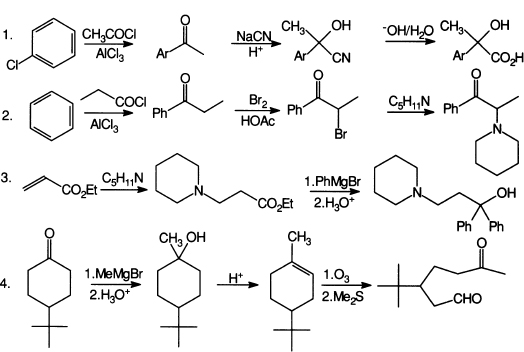 1. Cl CH₃COCl AlCl₃ O Ar NaCN H⁺ CH₃ OH Ar CN ⁻OH/H₂O CH₃ OH Ar CO₂H
2. COCl AlCl₃ O Ph Br₂ HOAc O Ph Br C₅H₁₁N O Ph N
3. CO₂Et C₅H₁₁N N CO₂Et 1.PhMgBr 2.H₃O⁺ N OH Ph Ph
4. O 1.MeMgBr 2.H₃O⁺ CH₃ OH H⁺ CH₃ 1.O₃ 2.Me₂S O CHO